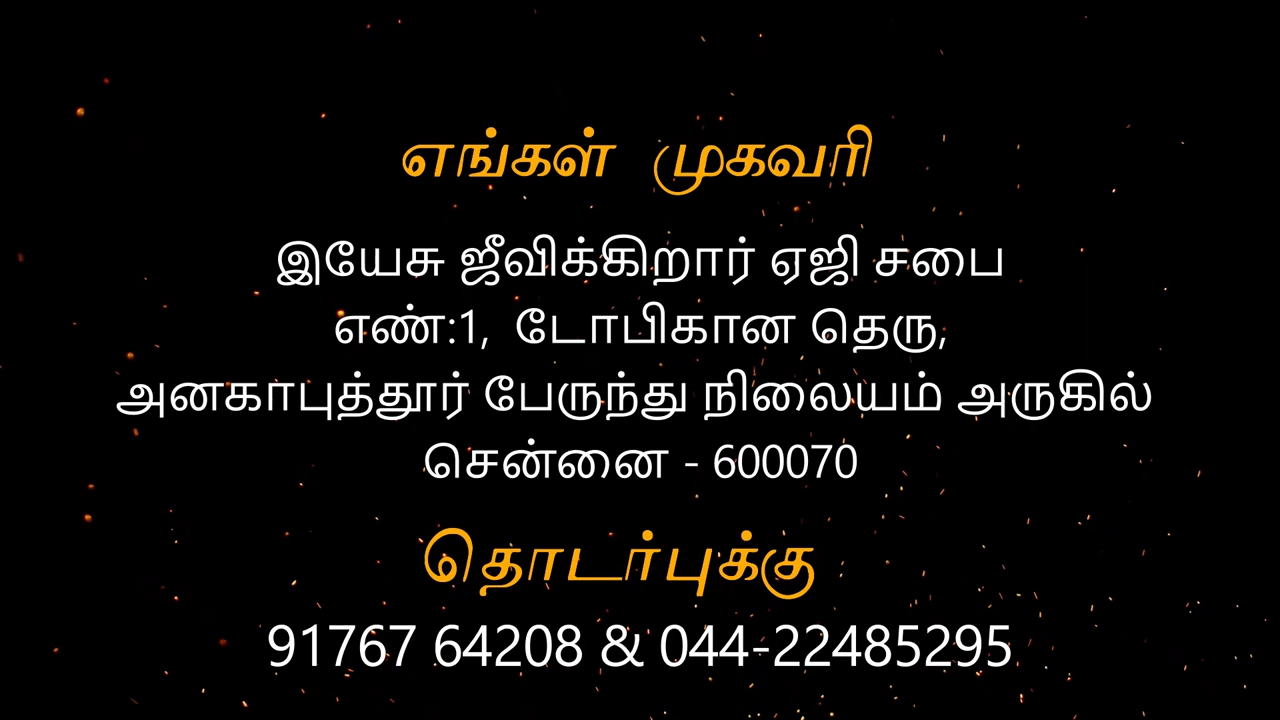 எங்கள் முகவரி
இயேசு ஜீவிக்கிறார் ஏஜி சபை
எண்:1, டோபிகான தெரு,
அனகாபுத்தூர் பேருந்து நிலையம் அருகில்
சென்னை - 600070
தொடர்புக்கு
91767 64208 & 044-22485295